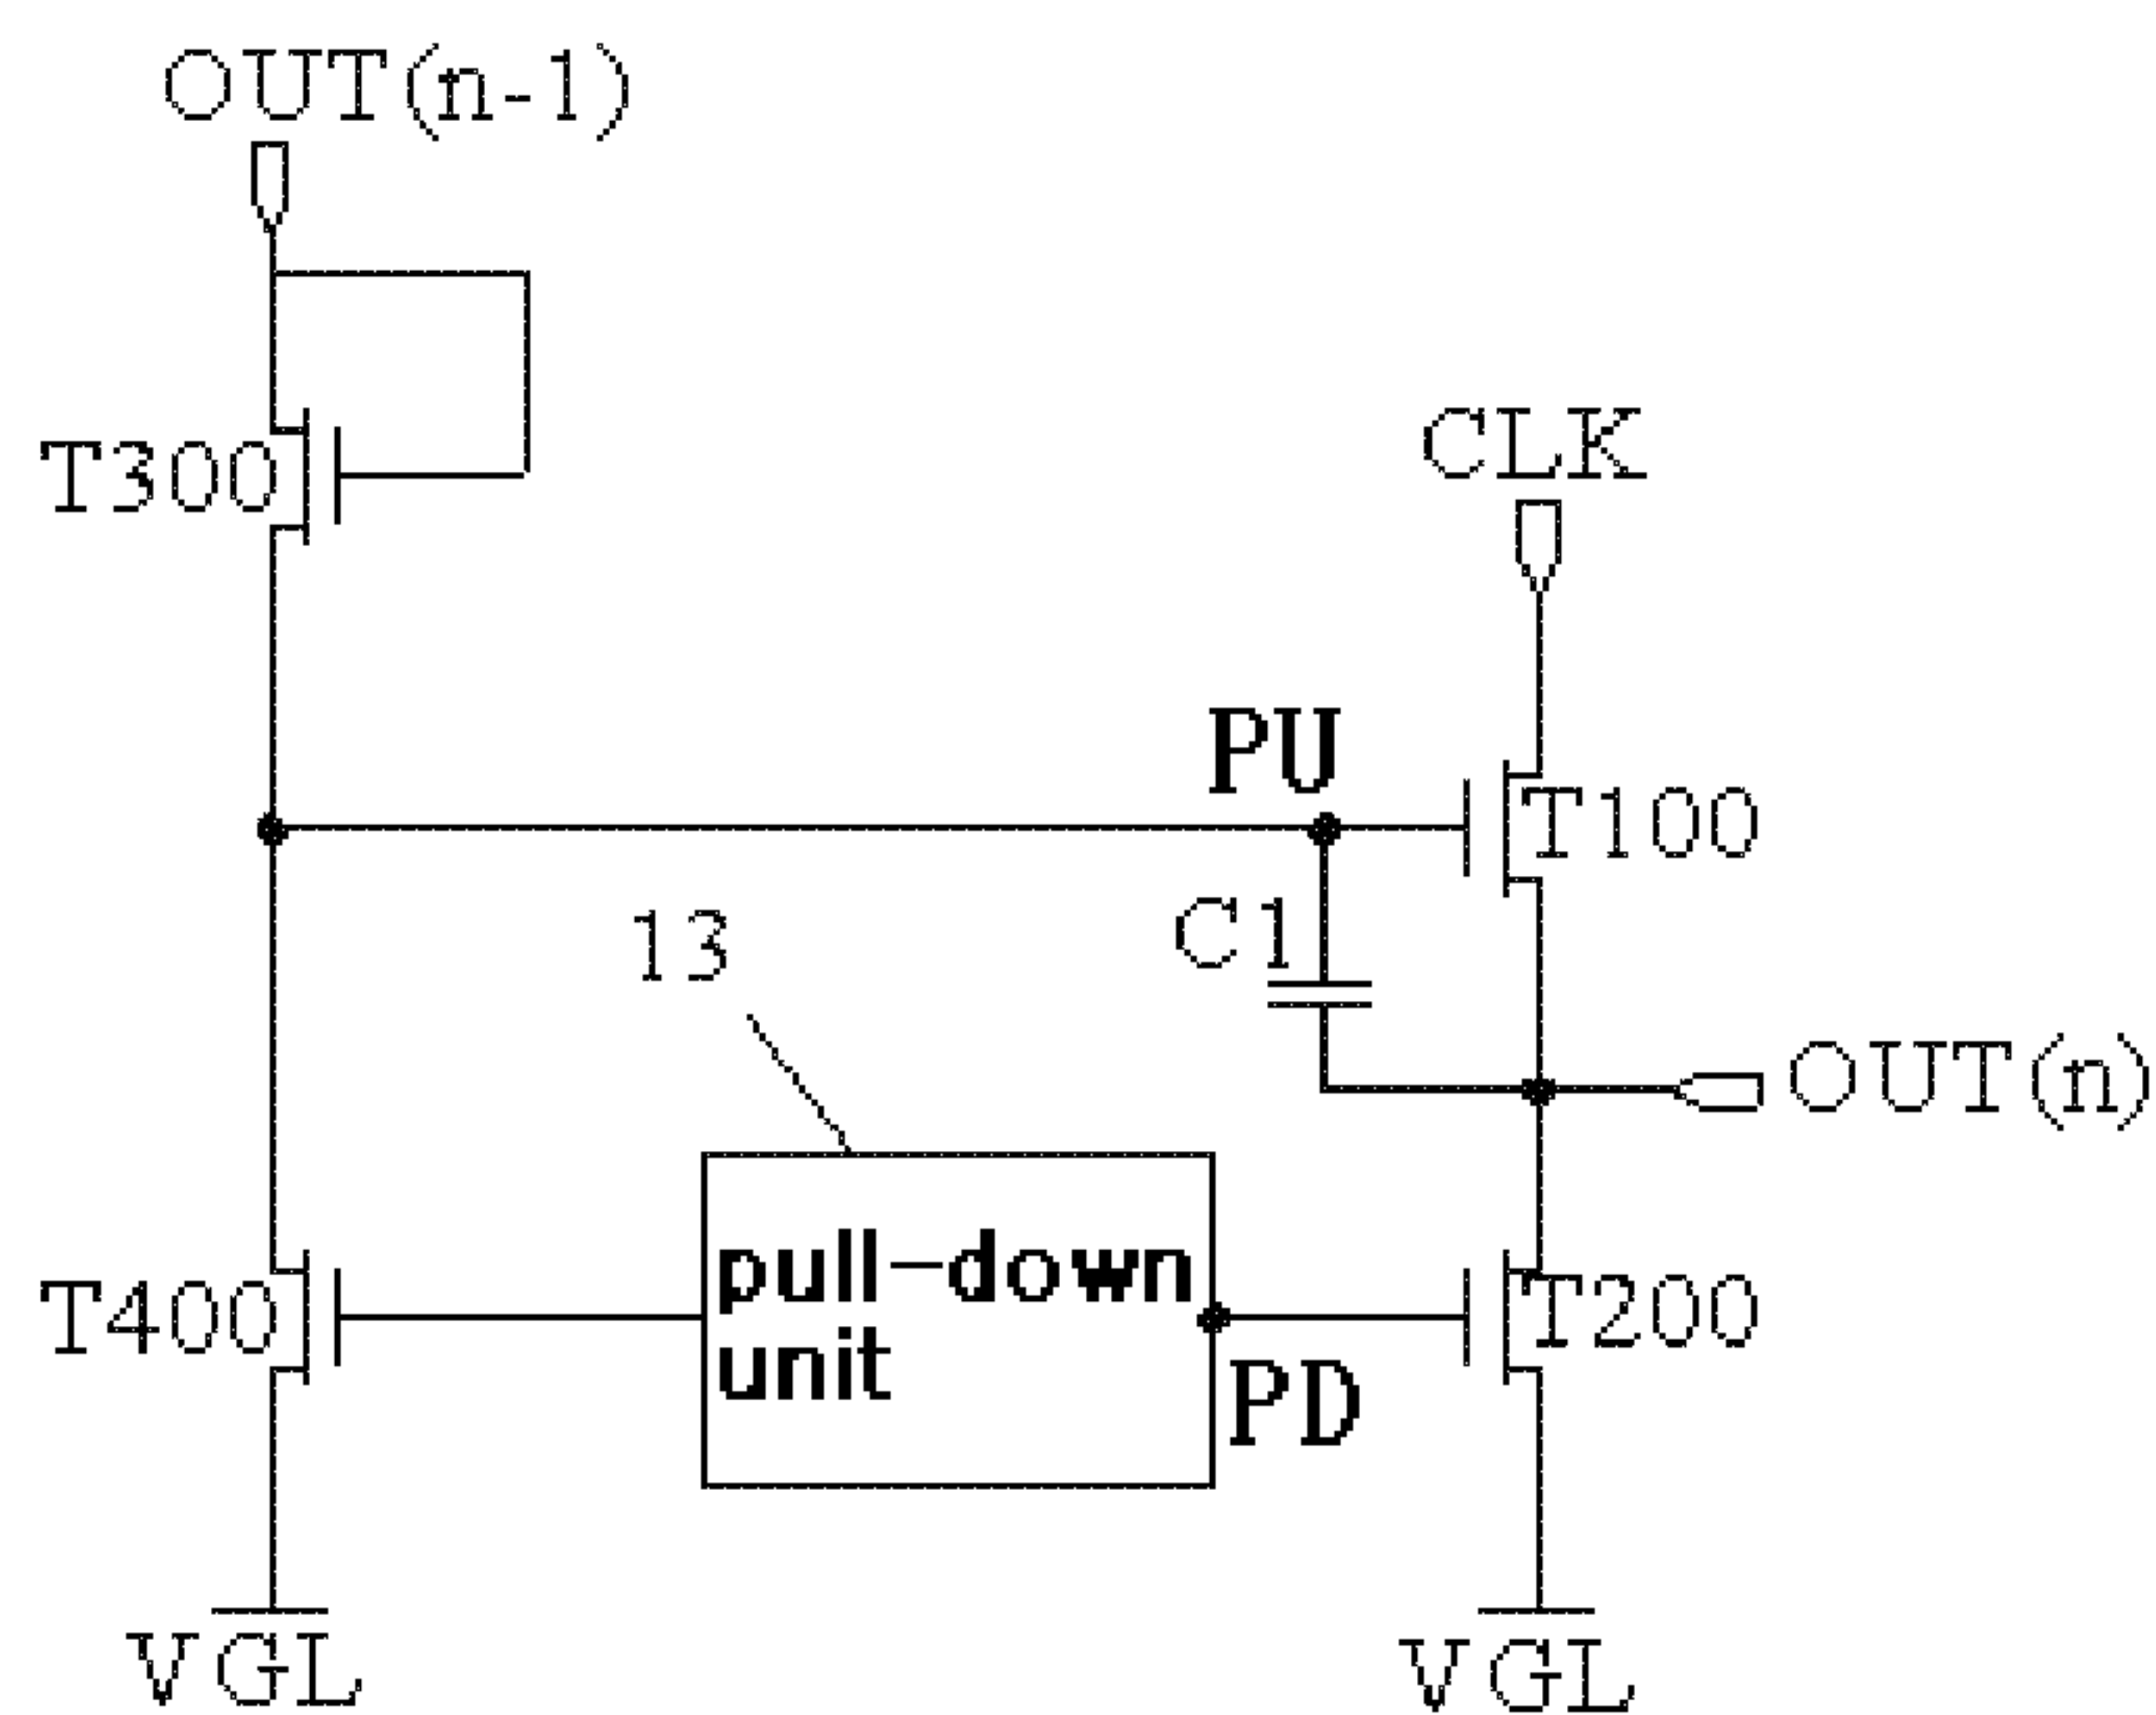 OUT(n-1)
T300
CLK
PU
T100
13
C1
OUT(n)
pull-down
unit
T400
T200
PD
VGL
VGL